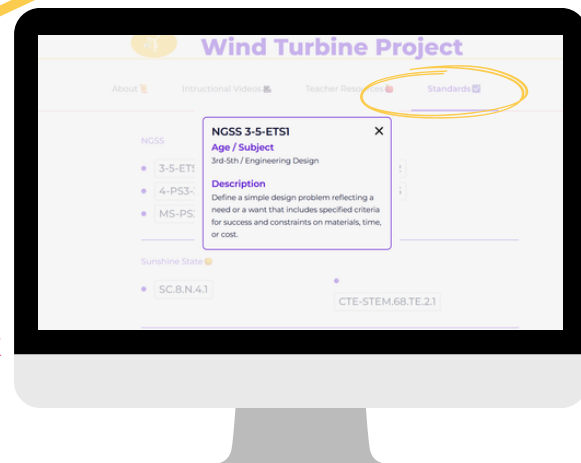 Wind Turbine Project
About
Intructional Videos
Teacher Resources
Standards
NGSS
NGSS 3-5-ETS1
Age / Subject
3rd-5th / Engineering Design
Description
Define a simple design problem reflecting a
need or a want that includes specified criteria
for success and constraints on materials, time,
or cost.
3-5-ETS
4-PS3-
MS-PS
Sunshine State
SC.8.N.4.1
CTE-STEM.68.TE.2.1